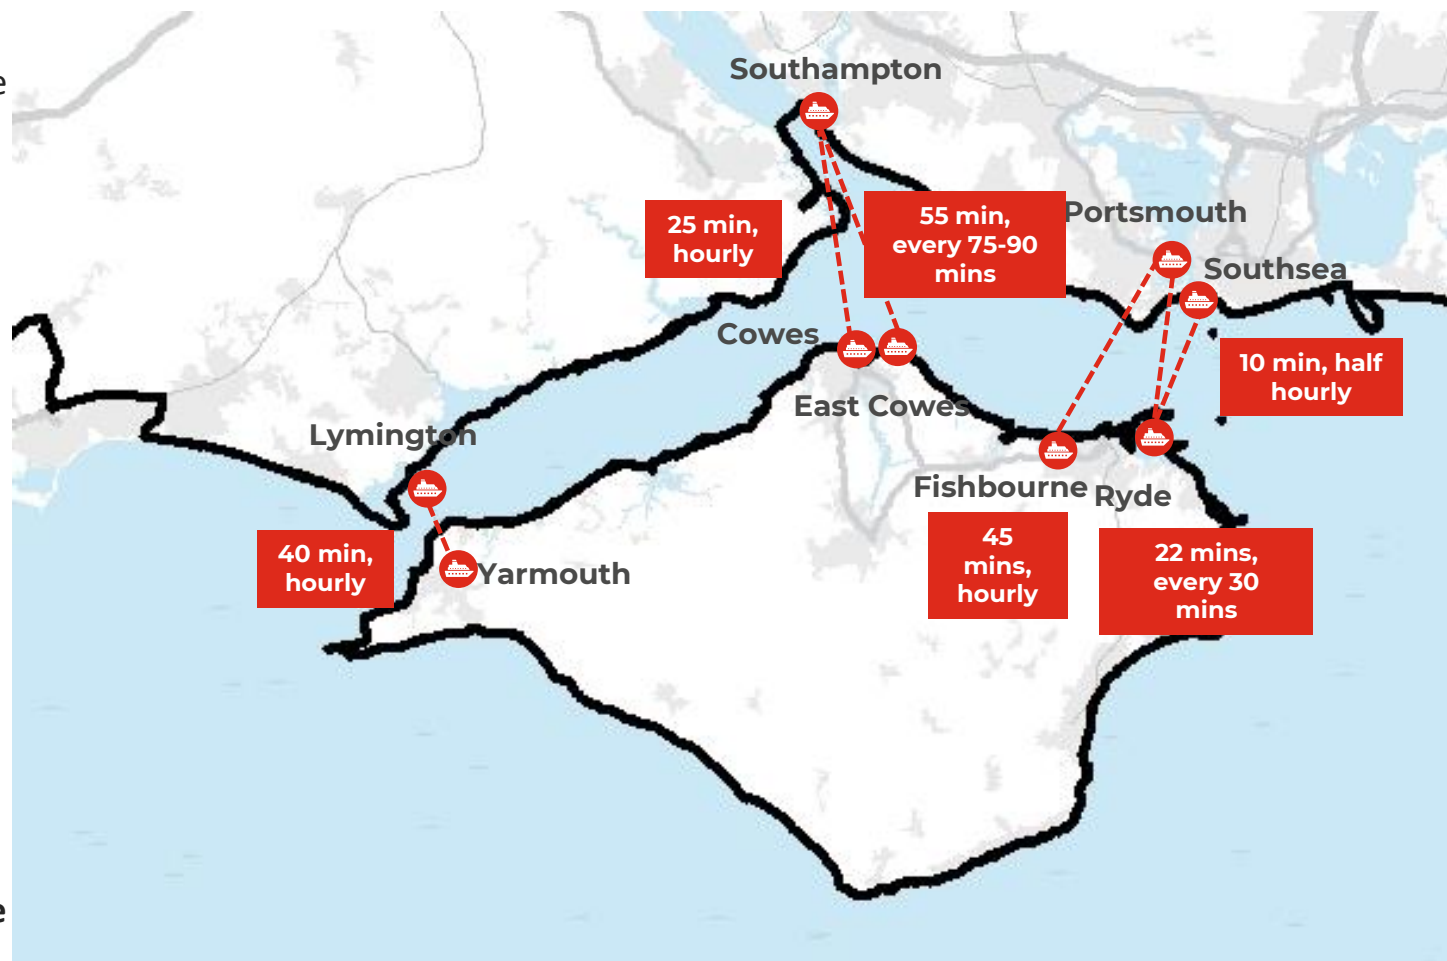 e
Southampton
25 min,
hourly
55 min,
every 75-90
mins
Portsmouth
Southsea
Cowes
10 min, half
hourly
East Cowes
Lymington
Fishbourne
Ryde
40 min,
hourly
Yarmouth
45
mins,
hourly
22 mins,
every 30
mins
e